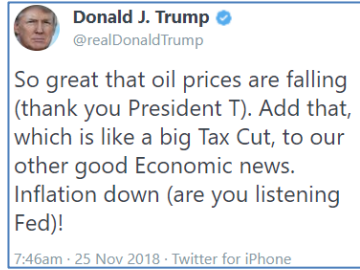 Donald J. Trump
@realDonaldTrump
So great that oil prices are falling
(thank you President T). Add that,
which is like a big Tax Cut, to our
other good Economic news.
Inflation down (are you listening
Fed)!
7:46am · 25 Nov 2018 · Twitter for iPhone